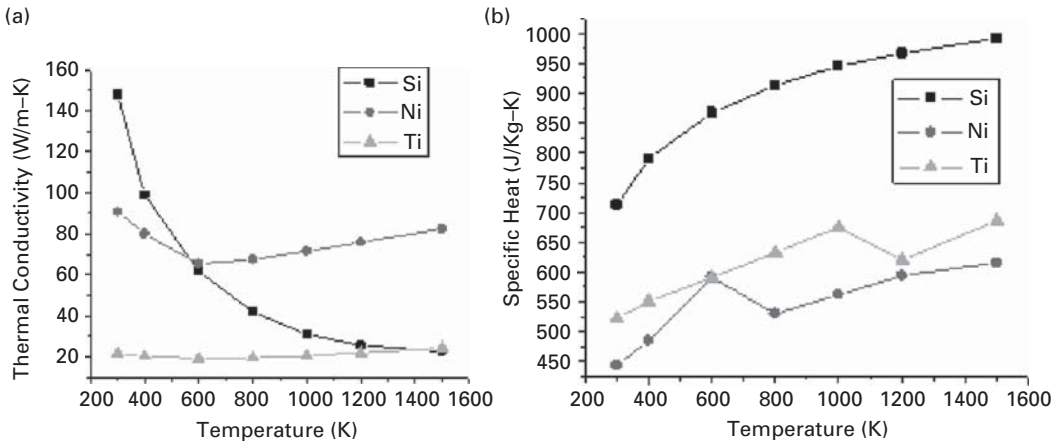 (a)
Thermal Conductivity (W/m–K)
160
140
120
100
80
60
40
20
Si
Ni
Ti
200 400 600 800 1000 1200 1400 1600
Temperature (K)
(b)
Specific Heat (J/Kg–K)
1000
950
900
850
800
750
700
650
600
550
500
450
Si
Ni
Ti
200 400 600 800 1000 1200 1400 1600
Temperature (K)